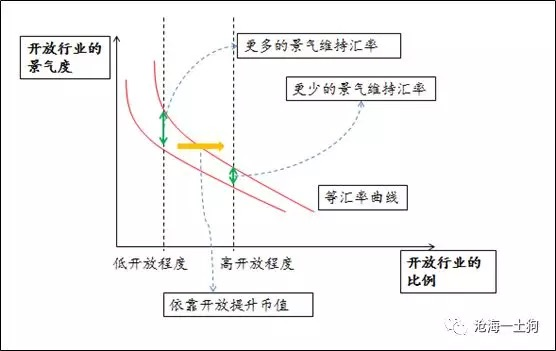 开放行业的
景气度
更多的景气维持汇率
更少的景气维持汇率
等汇率曲线
低开放程度
高开放程度
开放行业的
比例
依靠开放提升币值
沧海一土狗